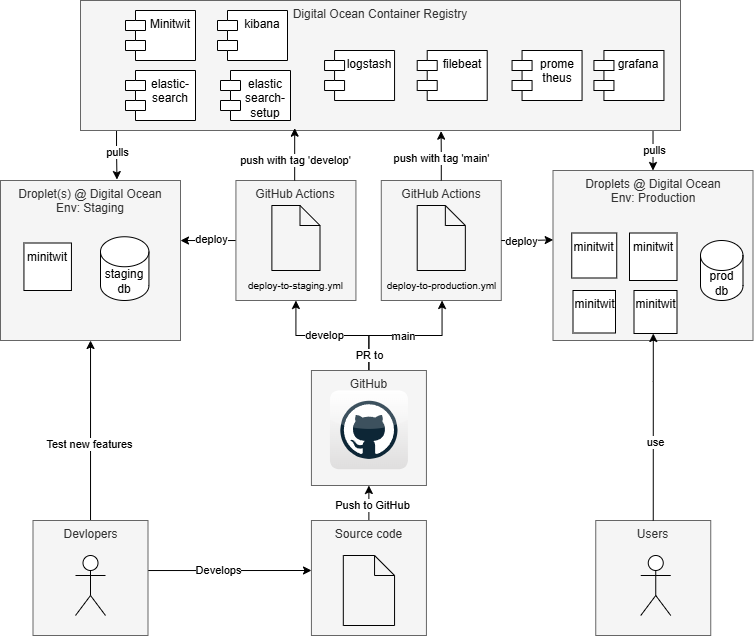 Digital Ocean Container Registry
Minitwit
kibana
logstash
filebeat
prome
theus
grafana
elastic-
search
elastic
search-
setup
pulls
push with tag 'develop'
push with tag 'main'
pulls
Droplet(s) @ Digital Ocean
Env: Staging
minitwit
staging
db
GitHub Actions
deploy-to-staging.yml
GitHub Actions
deploy-to-production.yml
Droplets @ Digital Ocean
Env: Production
minitwit
minitwit
minitwit
minitwit
prod
db
deploy
deploy
develop
main
PR to
GitHub
Test new features
use
Push to GitHub
Devlopers
Develops
Source code
Users